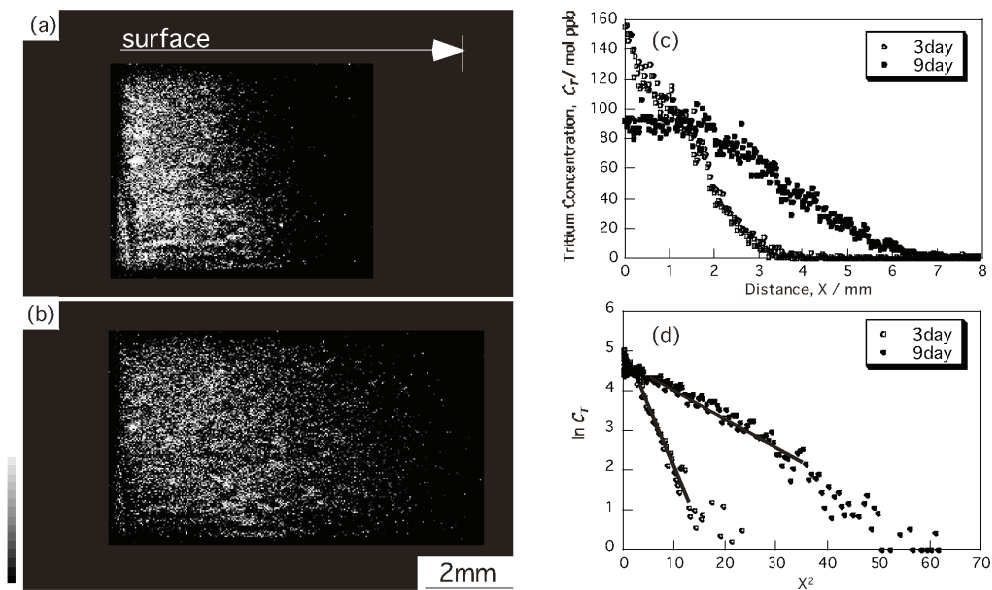 (a)
surface
(b)
2mm
(c)
3day
9day
Tritium Concentration, C_T / mol ppb
160
140
120
100
80
60
40
20
0
0 1 2 3 4 5 6 7 8
Distance, X / mm
(d)
3day
9day
ln C_T
6
5
4
3
2
1
0
0 10 20 30 40 50 60 70
X²